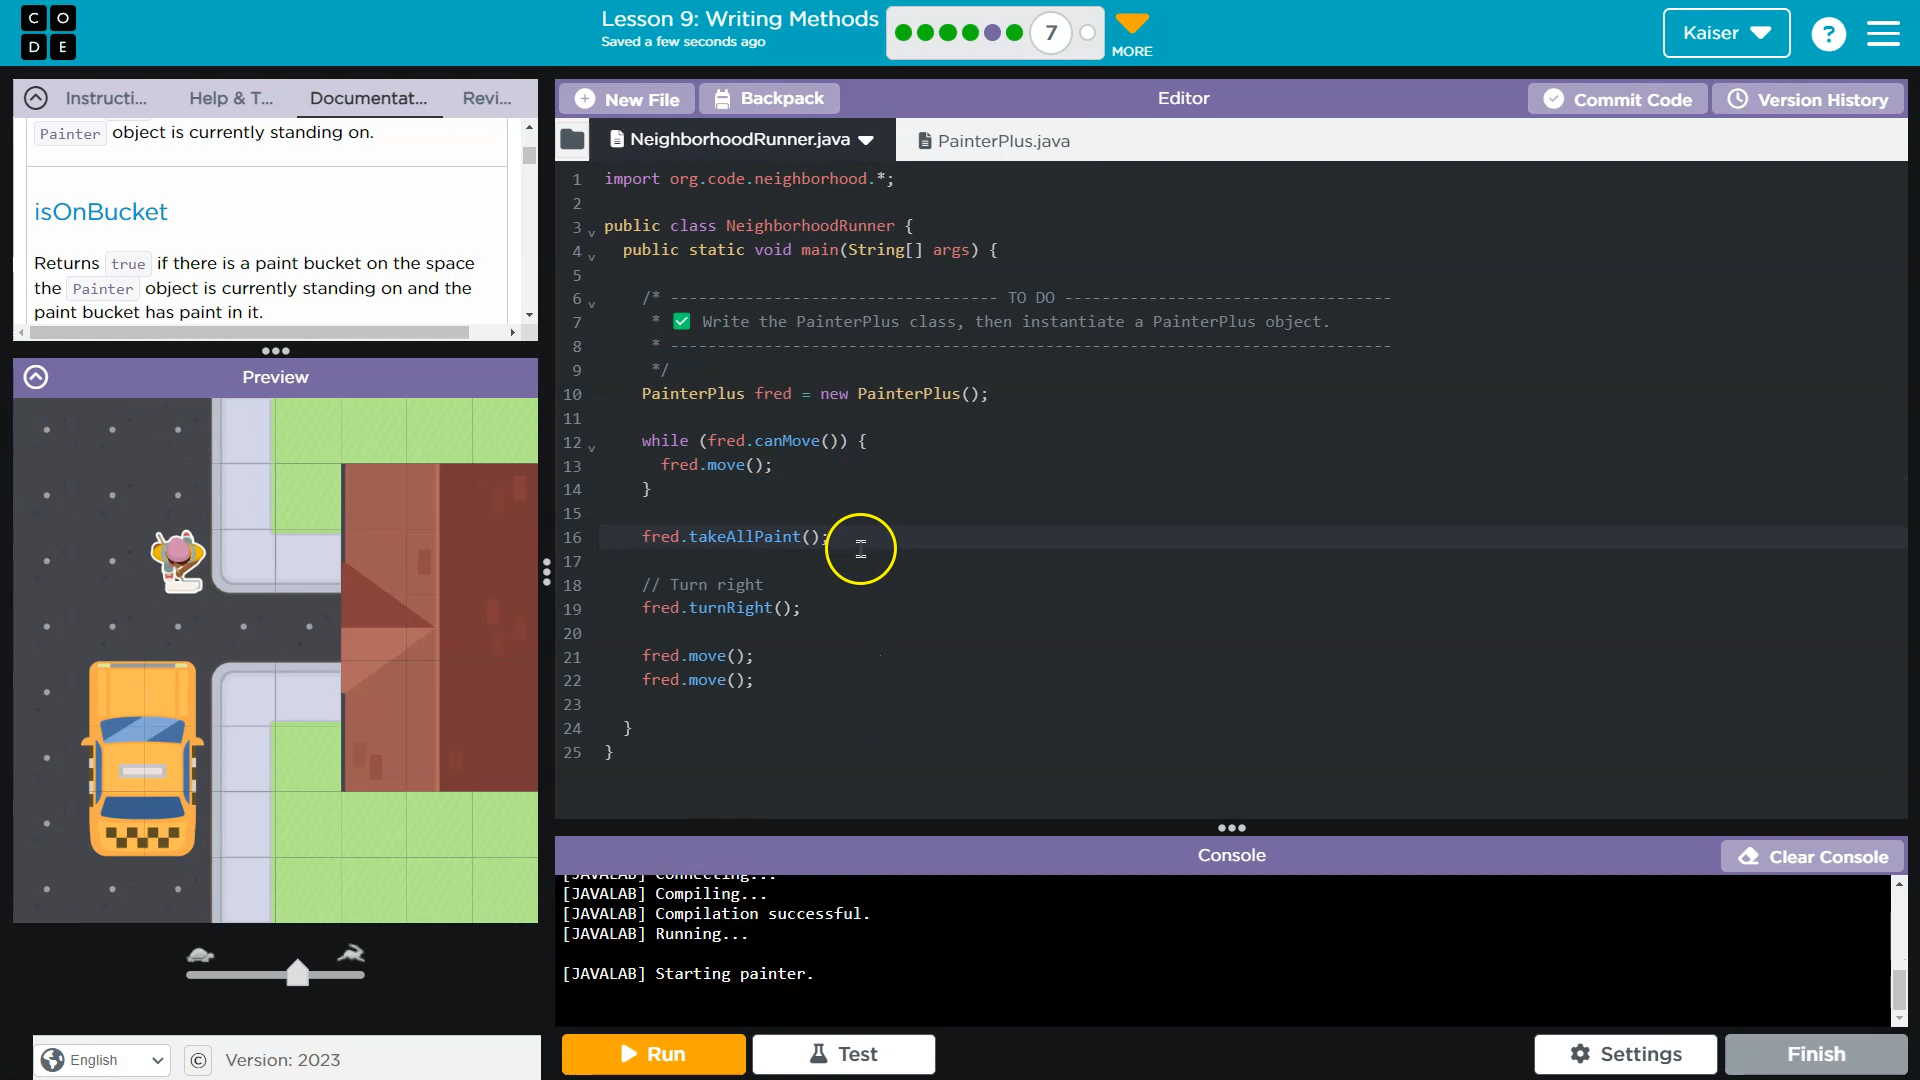 C O
D E
Lesson 9: Writing Methods
Saved a few seconds ago
7
MORE
Kaiser
?
Instructi...
Help & T...
Documentat...
Revi...
Painter object is currently standing on.
isOnBucket
Returns true if there is a paint bucket on the space
the Painter object is currently standing on and the
paint bucket has paint in it.
Preview
New File
Backpack
Editor
Commit Code
Version History
NeighborhoodRunner.java
PainterPlus.java
1 import org.code.neighborhood.*;
2
3 public class NeighborhoodRunner {
4 public static void main(String[] args) {
5
6 /* ----------------------------------- TO DO -----------------------------------
7 * ✅ Write the PainterPlus class, then instantiate a PainterPlus object.
8 * -----------------------------------------------------------------------------
9 */
10 PainterPlus fred = new PainterPlus();
11
12 while (fred.canMove()) {
13 fred.move();
14 }
15
16 fred.takeAllPaint();
17
18 // Turn right
19 fred.turnRight();
20
21 fred.move();
22 fred.move();
23
24 }
25 }
Console
Clear Console
[JAVALAB] Connecting...
[JAVALAB] Compiling...
[JAVALAB] Compilation successful.
[JAVALAB] Running...
[JAVALAB] Starting painter.
English
©
Version: 2023
Run
Test
Settings
Finish